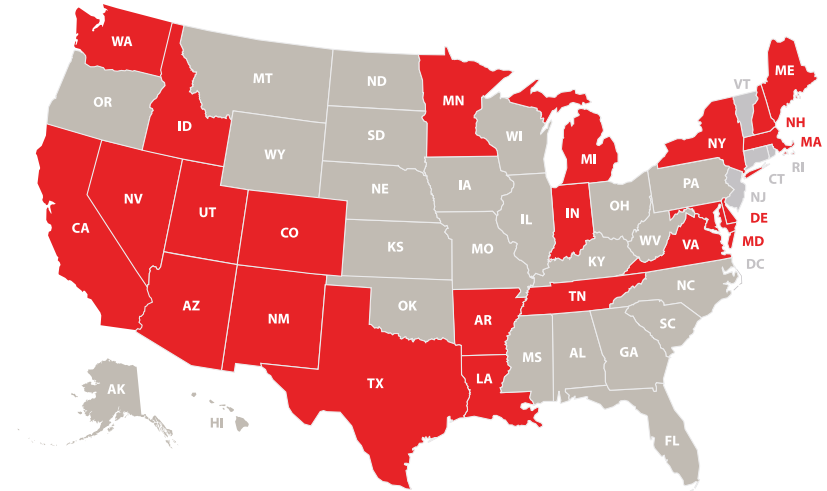 WA
MT
ND
MN
ME
VT
OR
ID
SD
WI
NH
NY
MA
MI
WY
RI
CT
IA
PA
NE
NJ
NV
UT
IL
IN
OH
DE
CA
CO
KS
MO
WV
VA
MD
KY
DC
NC
AZ
NM
OK
AR
TN
SC
MS
AL
GA
TX
LA
AK
HI
FL